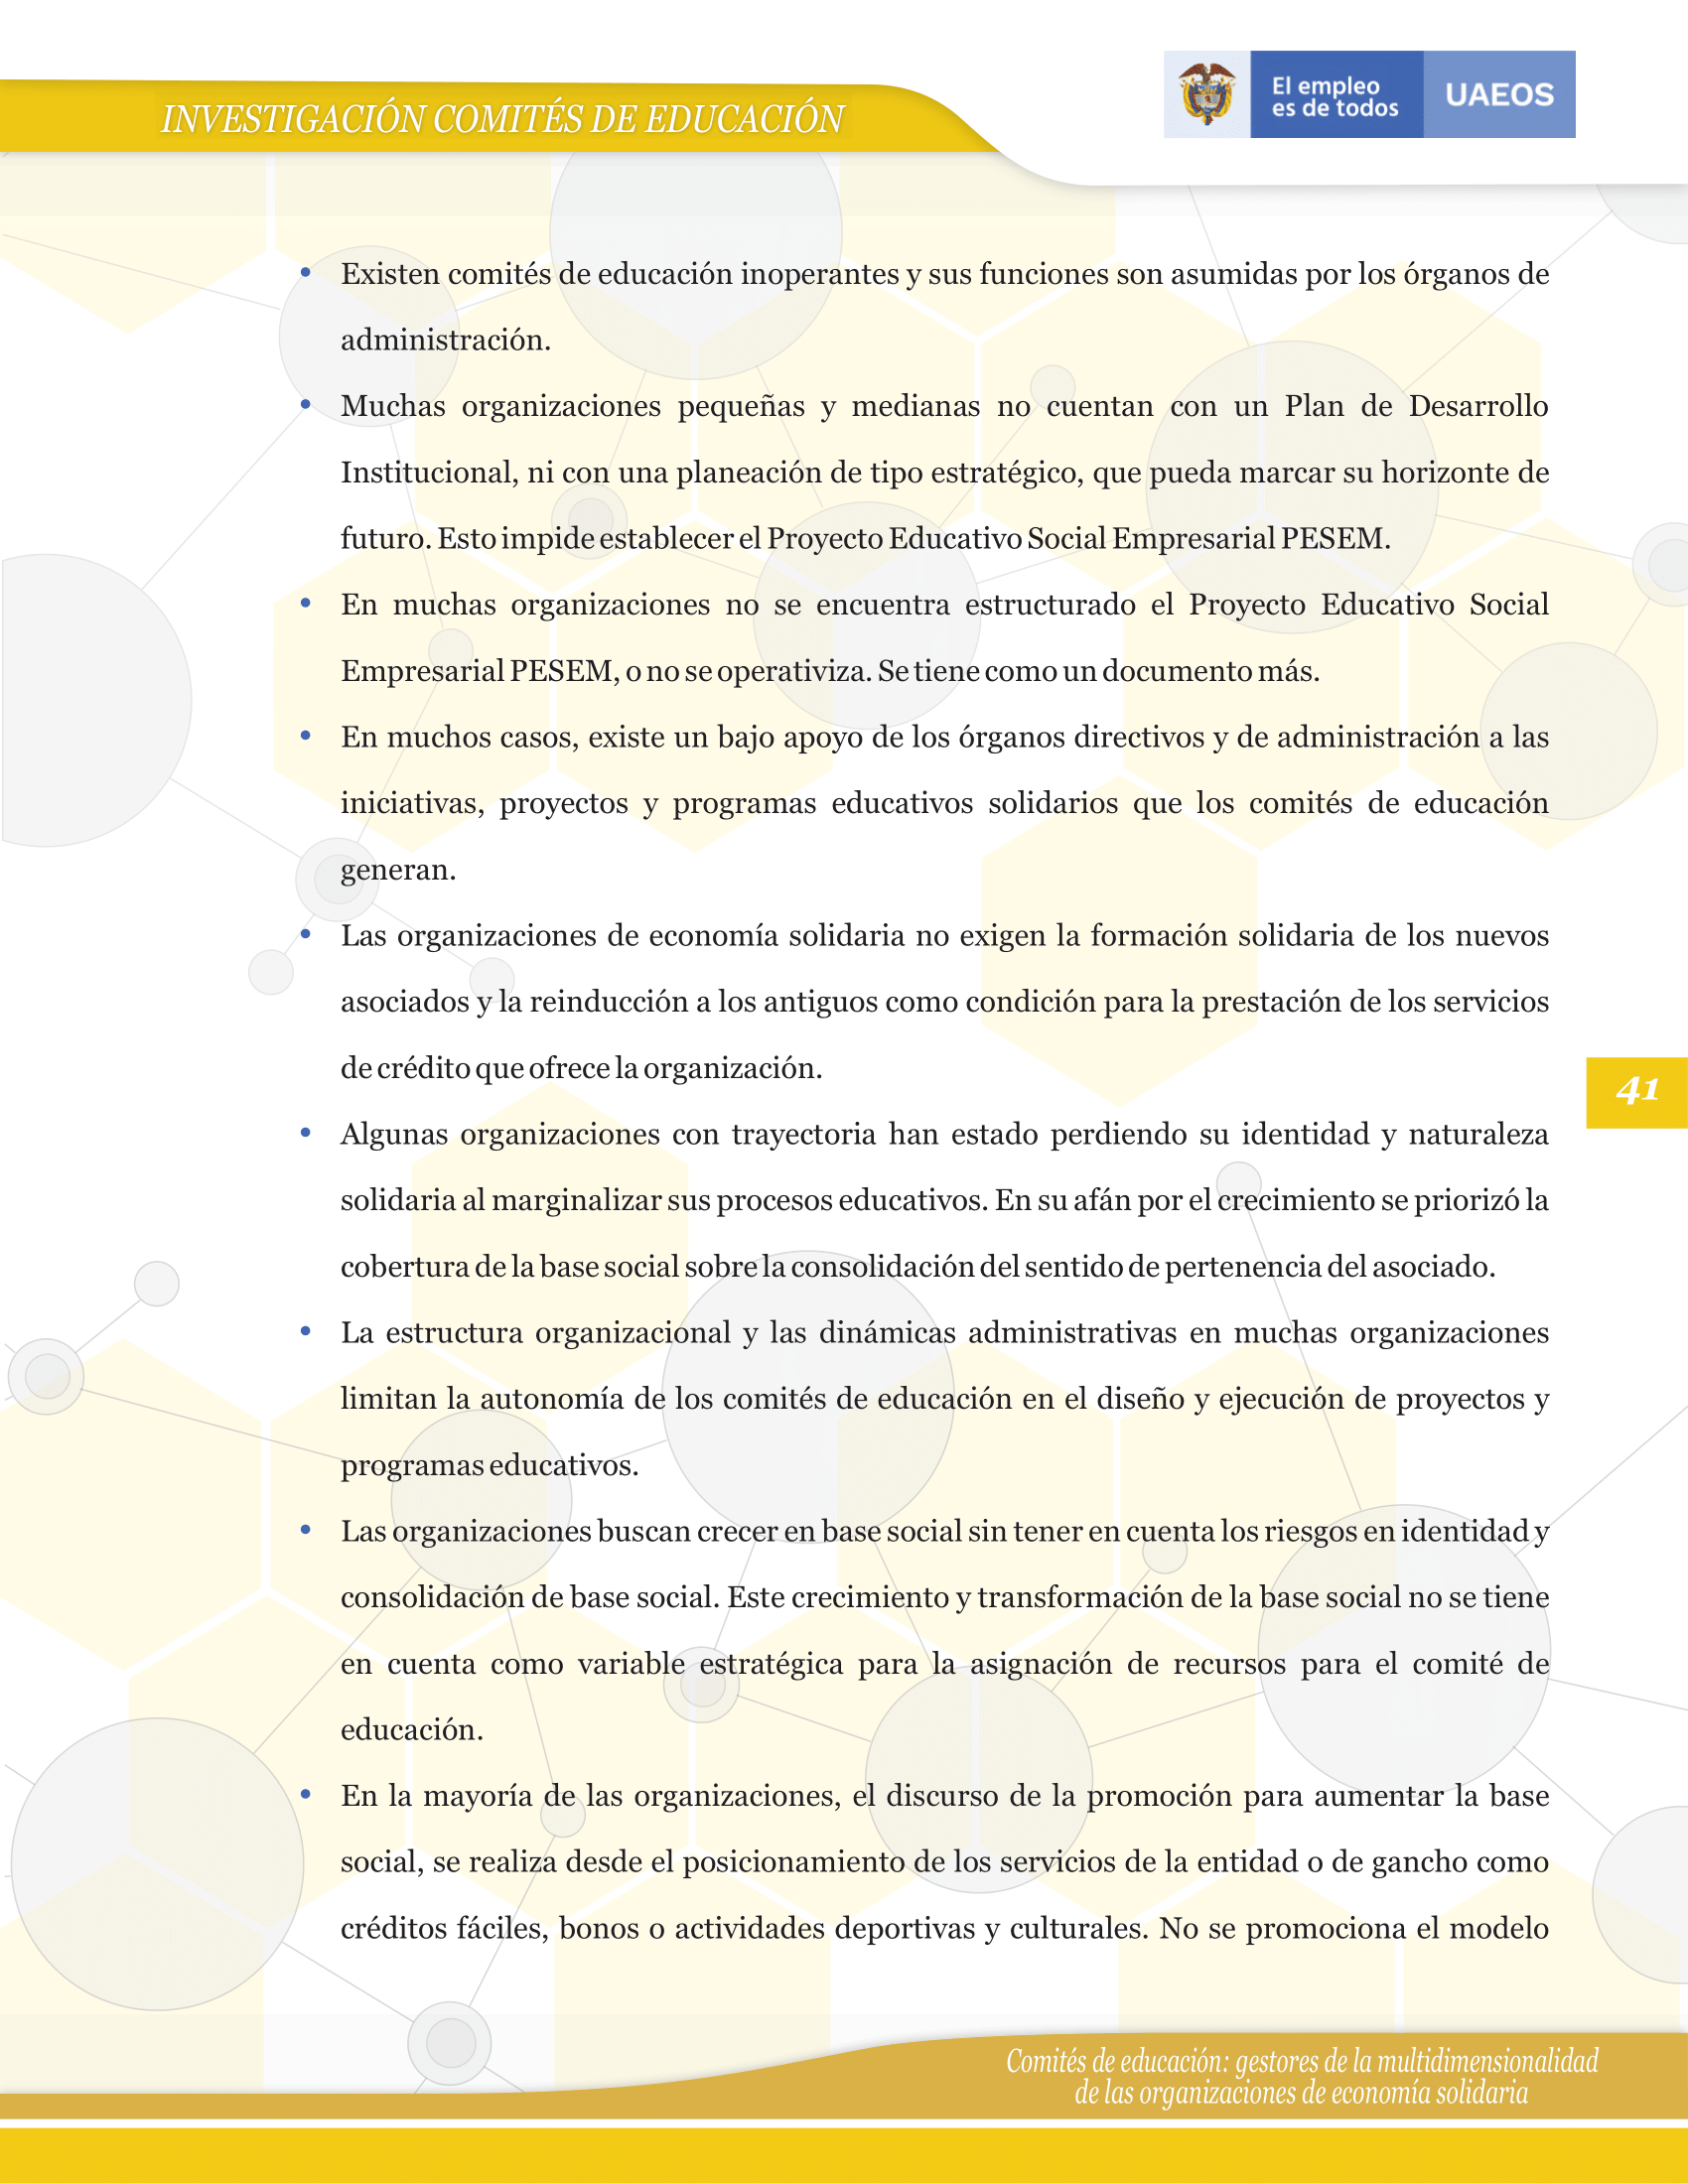 INVESTIGACIÓN COMITÉS DE EDUCACIÓN
El empleo
es de todos
UAEOS
• Existen comités de educación inoperantes y sus funciones son asumidas por los órganos de
administración.
• Muchas organizaciones pequeñas y medianas no cuentan con un Plan de Desarrollo
Institucional, ni con una planeación de tipo estratégico, que pueda marcar su horizonte de
futuro. Esto impide establecer el Proyecto Educativo Social Empresarial PESEM.
• En muchas organizaciones no se encuentra estructurado el Proyecto Educativo Social
Empresarial PESEM, o no se operativiza. Se tiene como un documento más.
• En muchos casos, existe un bajo apoyo de los órganos directivos y de administración a las
iniciativas, proyectos y programas educativos solidarios que los comités de educación
generan.
• Las organizaciones de economía solidaria no exigen la formación solidaria de los nuevos
asociados y la reinducción a los antiguos como condición para la prestación de los servicios
de crédito que ofrece la organización.
41
• Algunas organizaciones con trayectoria han estado perdiendo su identidad y naturaleza
solidaria al marginalizar sus procesos educativos. En su afán por el crecimiento se priorizó la
cobertura de la base social sobre la consolidación del sentido de pertenencia del asociado.
• La estructura organizacional y las dinámicas administrativas en muchas organizaciones
limitan la autonomía de los comités de educación en el diseño y ejecución de proyectos y
programas educativos.
• Las organizaciones buscan crecer en base social sin tener en cuenta los riesgos en identidad y
consolidación de base social. Este crecimiento y transformación de la base social no se tiene
en cuenta como variable estratégica para la asignación de recursos para el comité de
educación.
• En la mayoría de las organizaciones, el discurso de la promoción para aumentar la base
social, se realiza desde el posicionamiento de los servicios de la entidad o de gancho como
créditos fáciles, bonos o actividades deportivas y culturales. No se promociona el modelo
Comités de educación: gestores de la multidimensionalidad
de las organizaciones de economía solidaria